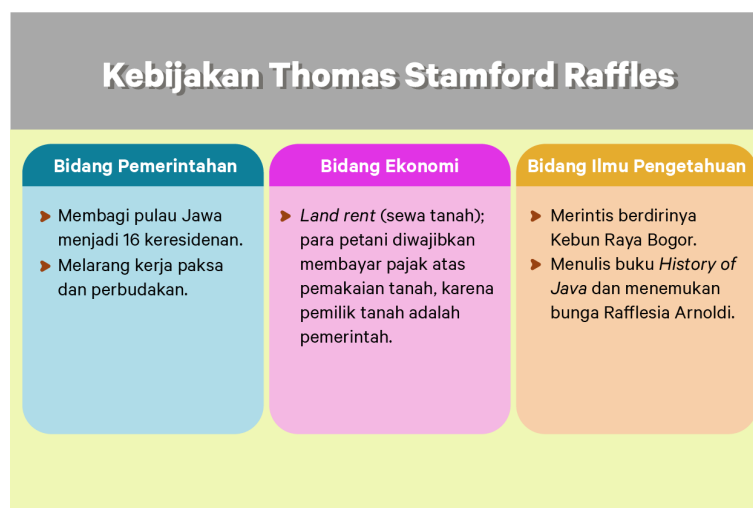 Kebijakan Thomas Stamford Raffles
Bidang Pemerintahan
Membagi pulau Jawa
menjadi 16 keresidenan.
Melarang kerja paksa
dan perbudakan.
Bidang Ekonomi
Land rent (sewa tanah);
para petani diwajibkan
membayar pajak atas
pemakaian tanah, karena
pemilik tanah adalah
pemerintah.
Bidang Ilmu Pengetahuan
Merintis berdirinya
Kebun Raya Bogor.
Menulis buku History of
Java dan menemukan
bunga Rafflesia Arnoldi.